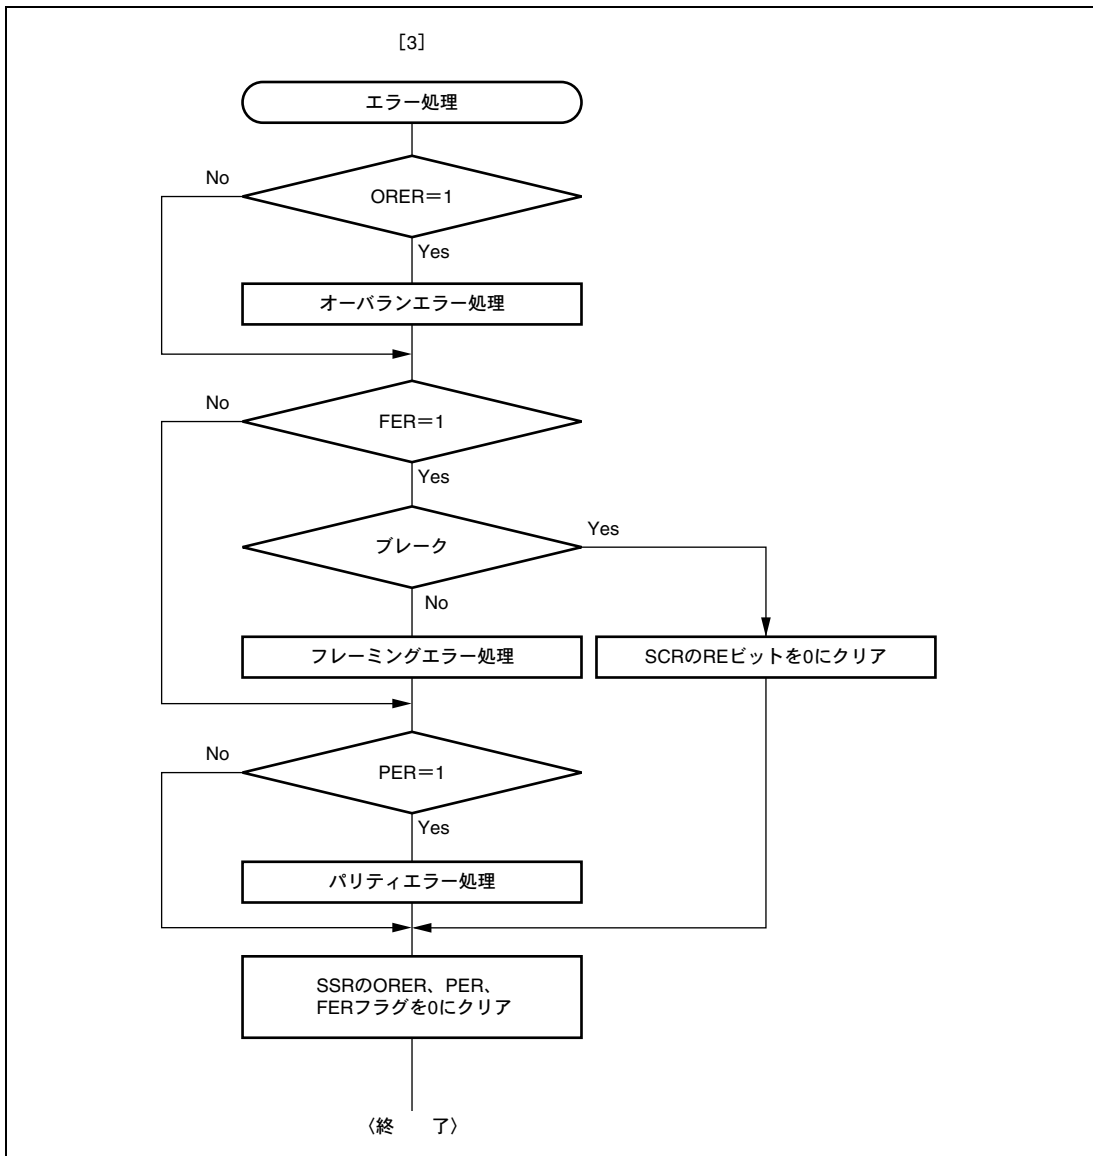 [3]
エラー処理
No
ORER＝1
Yes
オーバランエラー処理
No
FER＝1
Yes
ブレーク
Yes
No
フレーミングエラー処理
SCRのREビットを0にクリア
No
PER＝1
Yes
パリティエラー処理
SSRのORER、PER、
FERフラグを0にクリア
〈終　　了〉